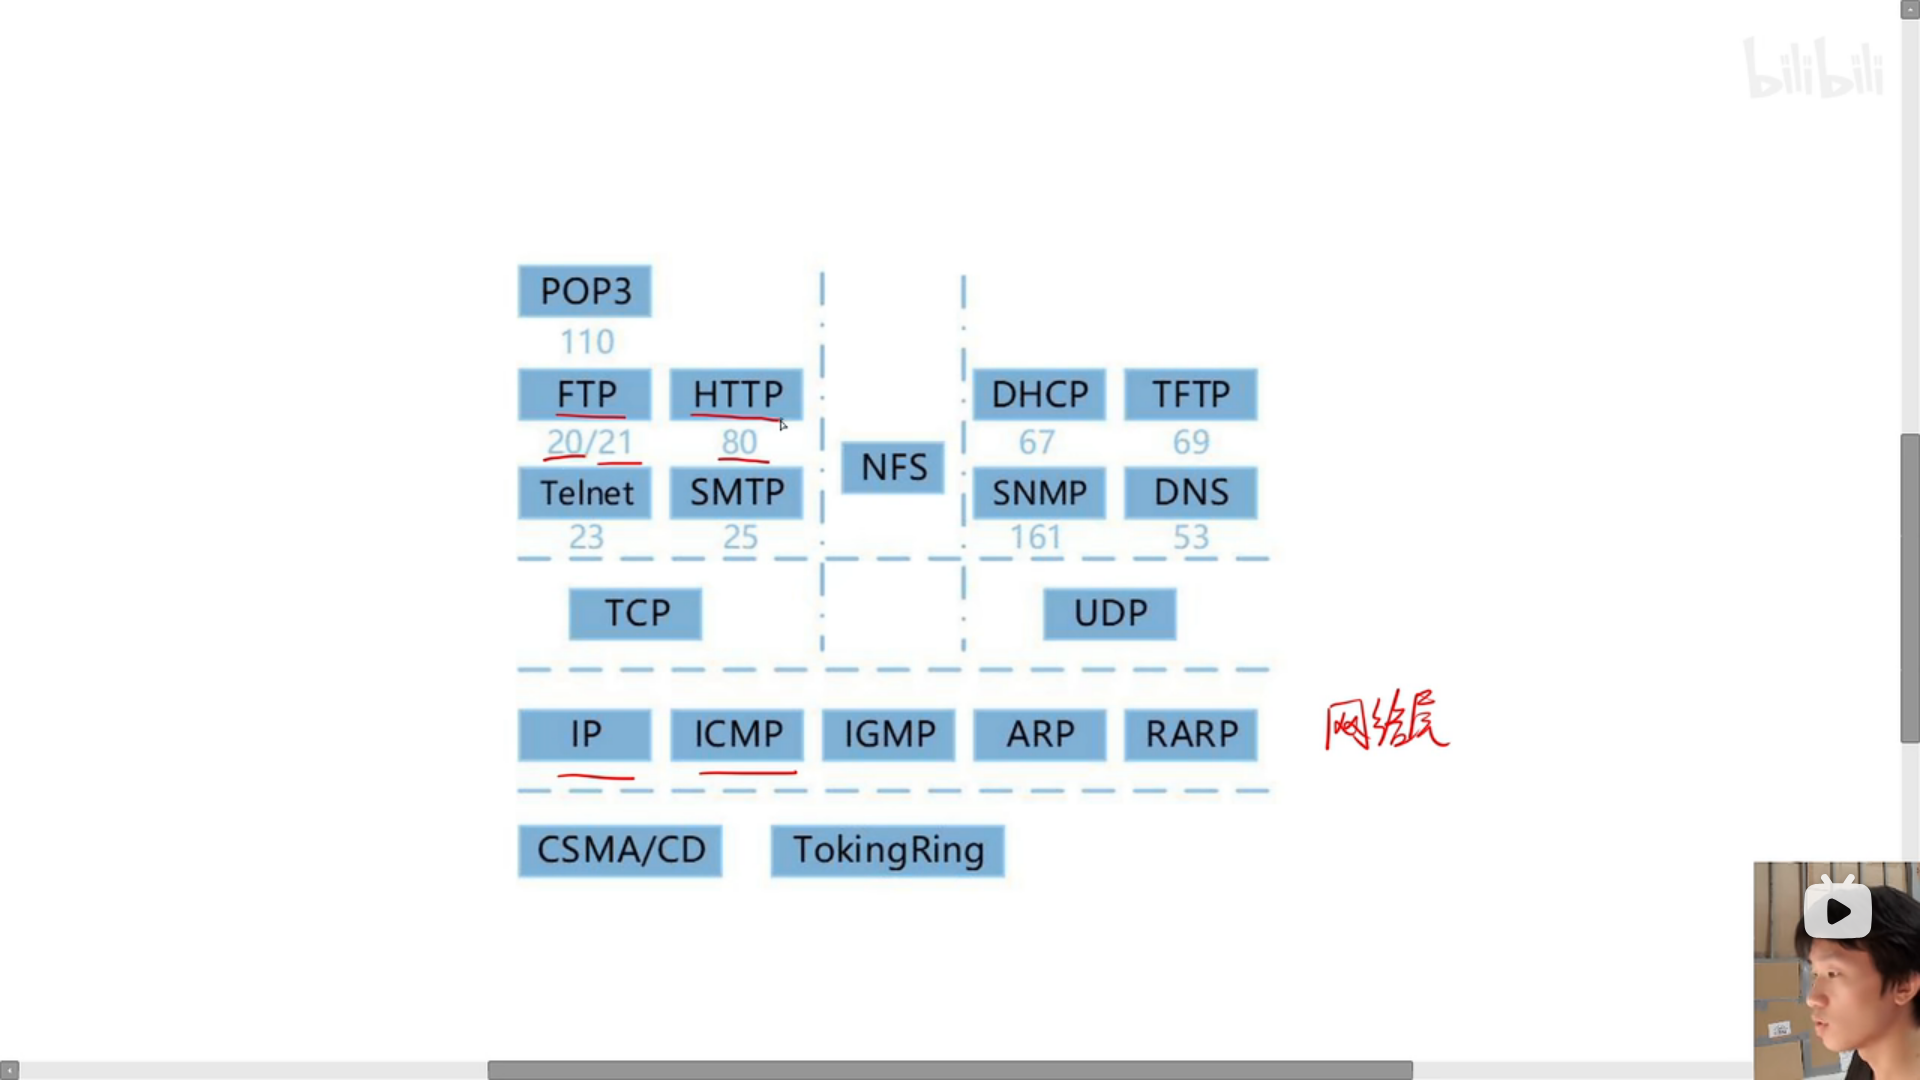 bilibili
POP3
110
FTP HTTP DHCP TFTP
20/21 80 67 69
NFS
Telnet SMTP SNMP DNS
23 25 161 53
TCP UDP
IP ICMP IGMP ARP RARP 网络层
CSMA/CD TokingRing